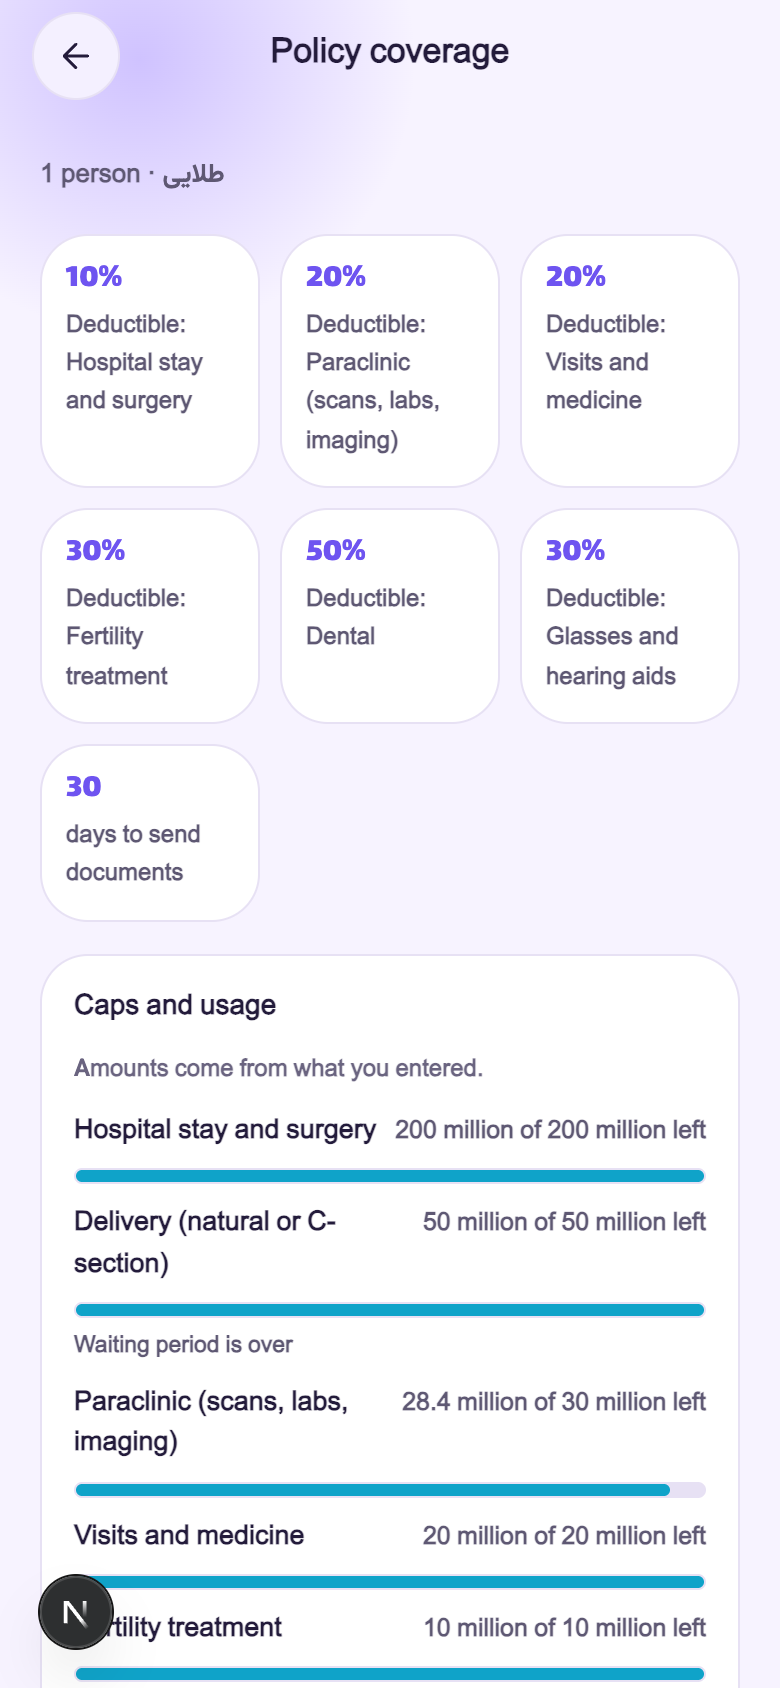 Policy coverage
1 person · طلایی
10%
Deductible:
Hospital stay
and surgery
20%
Deductible:
Paraclinic
(scans, labs,
imaging)
20%
Deductible:
Visits and
medicine
30%
Deductible:
Fertility
treatment
50%
Deductible:
Dental
30%
Deductible:
Glasses and
hearing aids
30
days to send
documents
Caps and usage
Amounts come from what you entered.
Hospital stay and surgery 200 million of 200 million left
Delivery (natural or C-
section)
50 million of 50 million left
Waiting period is over
Paraclinic (scans, labs,
imaging)
28.4 million of 30 million left
Visits and medicine 20 million of 20 million left
N
rtility treatment 10 million of 10 million left